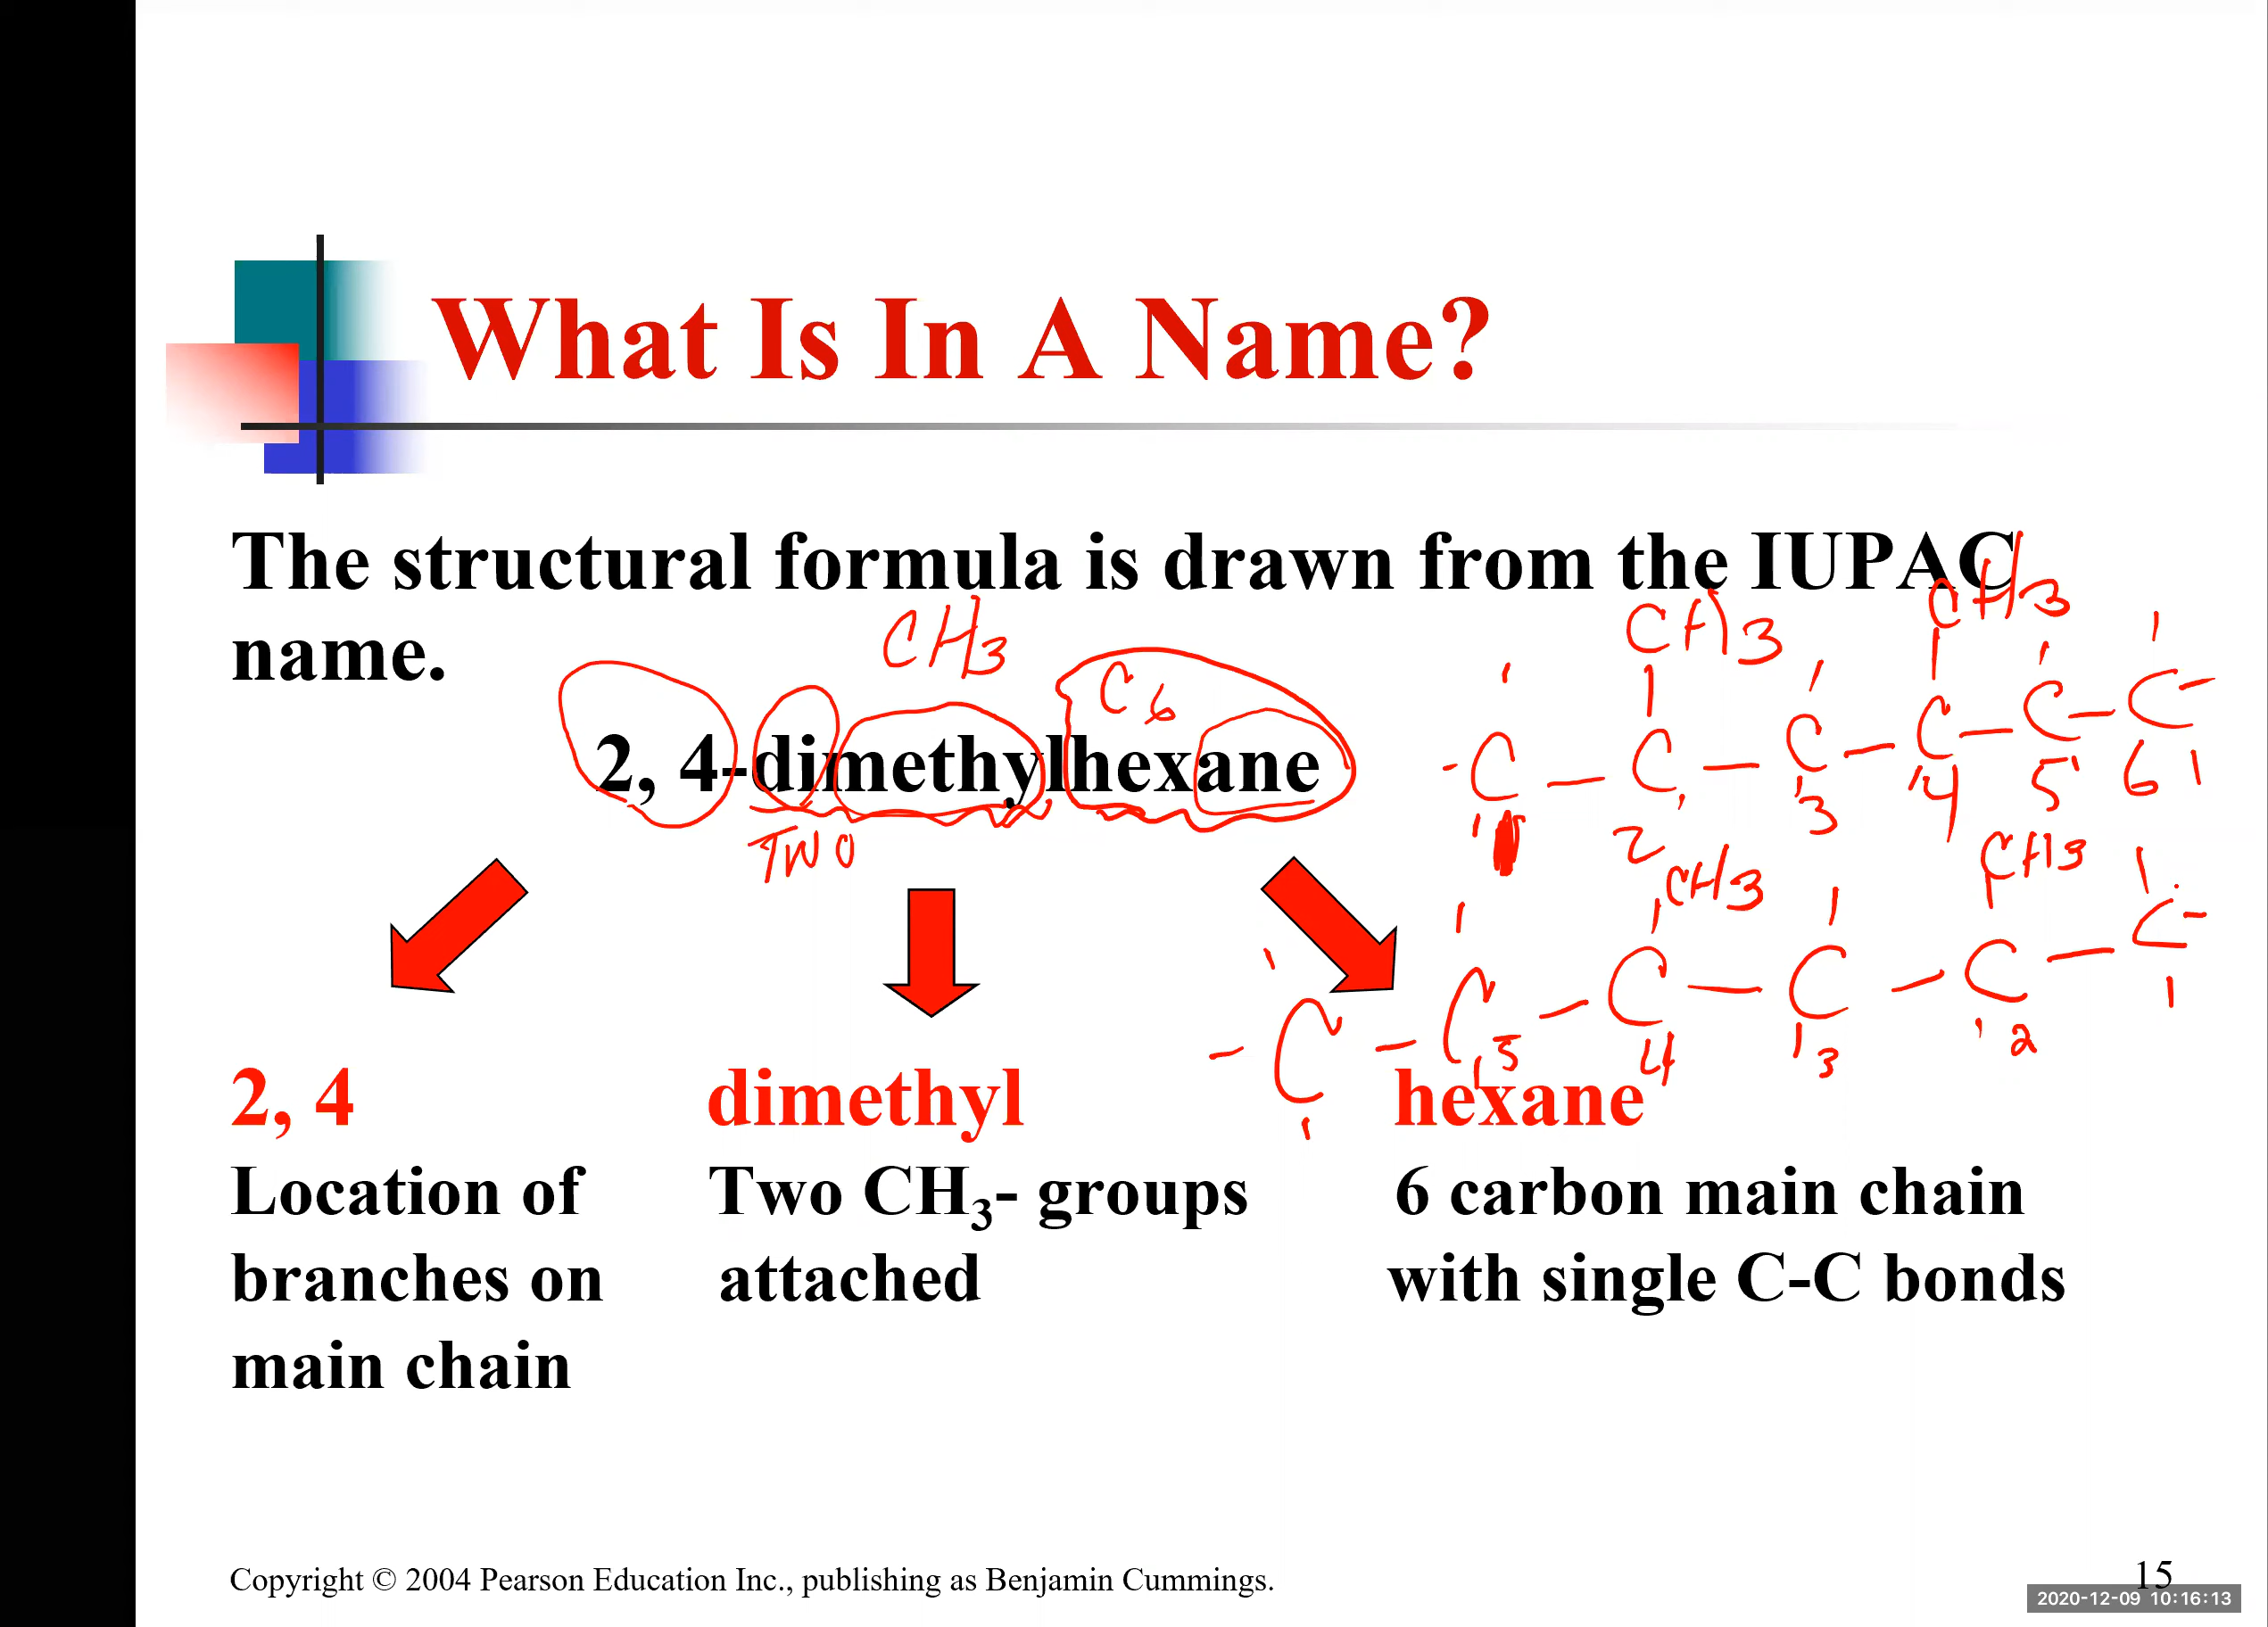 What Is In A Name?
The structural formula is drawn from the IUPAC
name.
CH3 CH3 CH3
C6
2, 4-dimethylhexane
C — C — C — C — C — C
1 2 3 4 5 6
TWO
CH3 CH3
- C - C — C — C - C — C -
5 4 3 2
2, 4 dimethyl hexane
Location of Two CH₃- groups 6 carbon main chain
branches on attached with single C-C bonds
main chain
Copyright © 2004 Pearson Education Inc., publishing as Benjamin Cummings.
15
2020-12-09 10:16:13